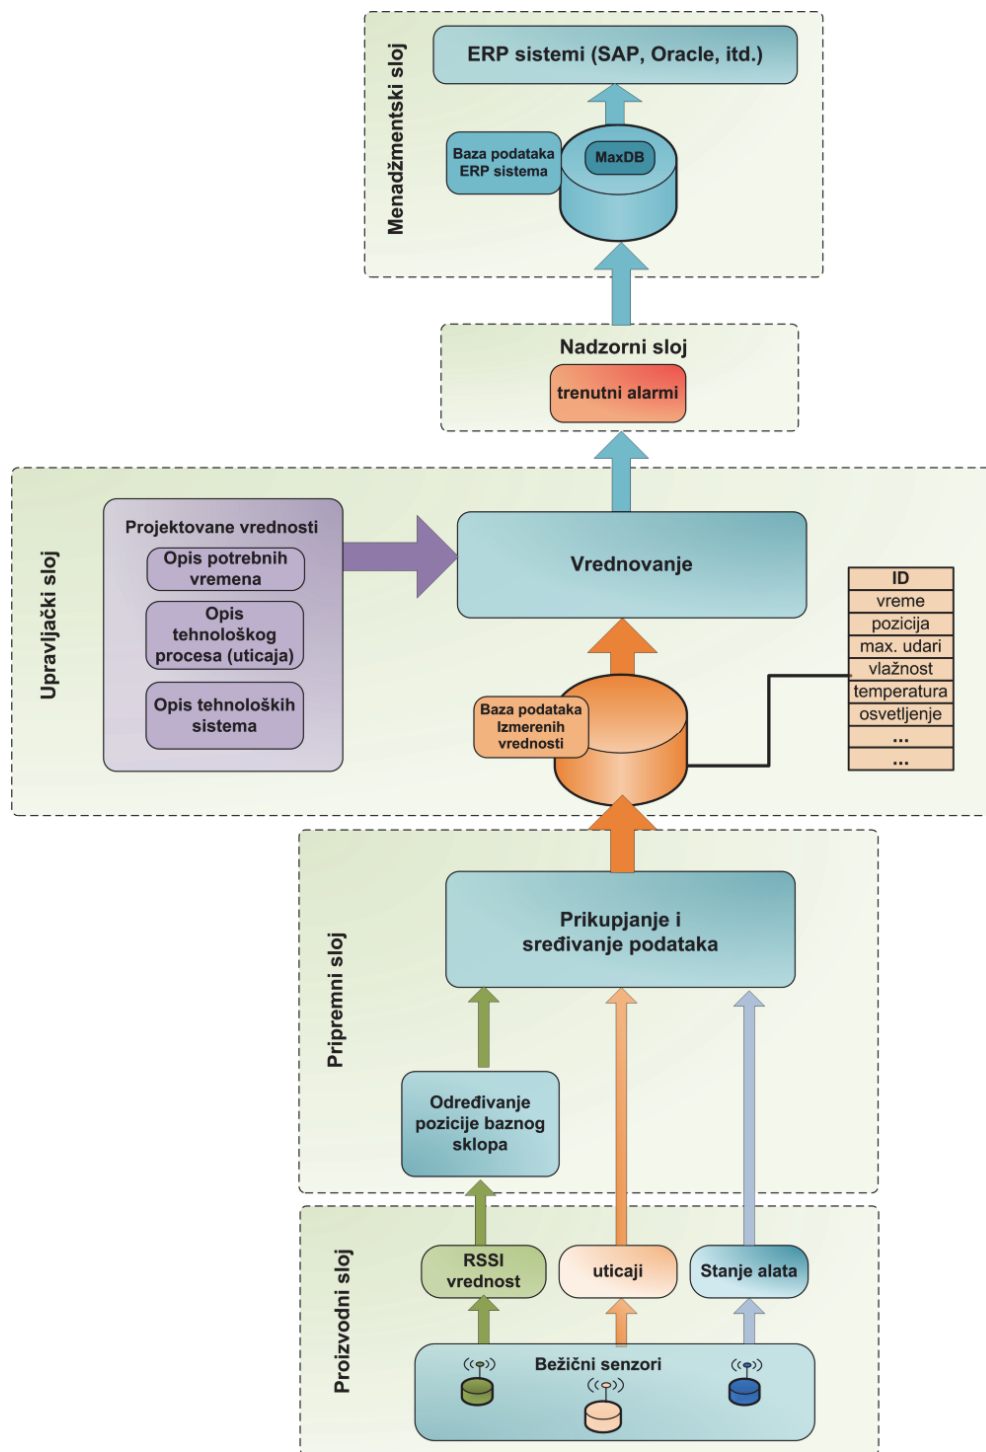 Menadžmentski sloj
ERP sistemi (SAP, Oracle, itd.)
Baza podataka
ERP sistema
MaxDB
Nadzorni sloj
trenutni alarmi
Upravljački sloj
Projektovane vrednosti
Opis potrebnih
vremena
Opis
tehnološkog
procesa (uticaja)
Opis tehnoloških
sistema
Vrednovanje
Baza podataka
Izmerenih
vrednosti
ID
vreme
pozicija
max. udari
vlažnost
temperatura
osvetljenje
...
...
Pripremni sloj
Prikupjanje i
sređivanje podataka
Određivanje
pozicije baznog
sklopa
Proizvodni sloj
RSSI
vrednost
uticaji
Stanje alata
Bežični senzori